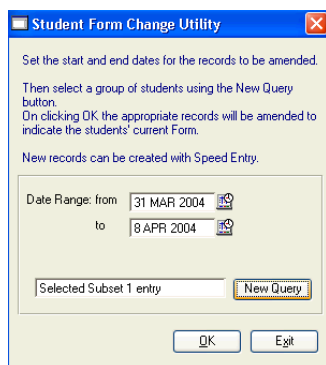 Student Form Change Utility
Set the start and end dates for the records to be amended.
Then select a group of students using the New Query
button.
On clicking OK the appropriate records will be amended to
indicate the students' current Form.
New records can be created with Speed Entry.
Date Range: from 31 MAR 2004
to 8 APR 2004
Selected Subset 1 entry New Query
OK Exit